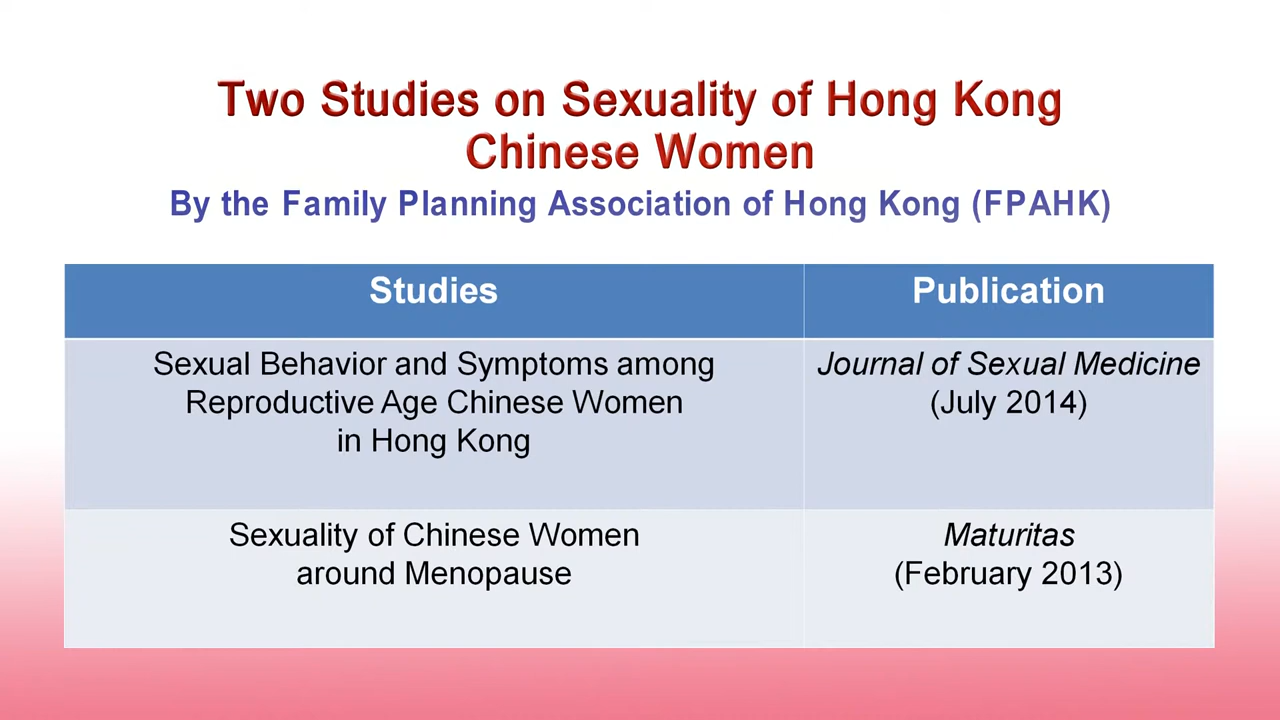 Two Studies on Sexuality of Hong Kong
Chinese Women
By the Family Planning Association of Hong Kong (FPAHK)
Studies
Publication
Sexual Behavior and Symptoms among
Reproductive Age Chinese Women
in Hong Kong
Journal of Sexual Medicine
(July 2014)
Sexuality of Chinese Women
around Menopause
Maturitas
(February 2013)